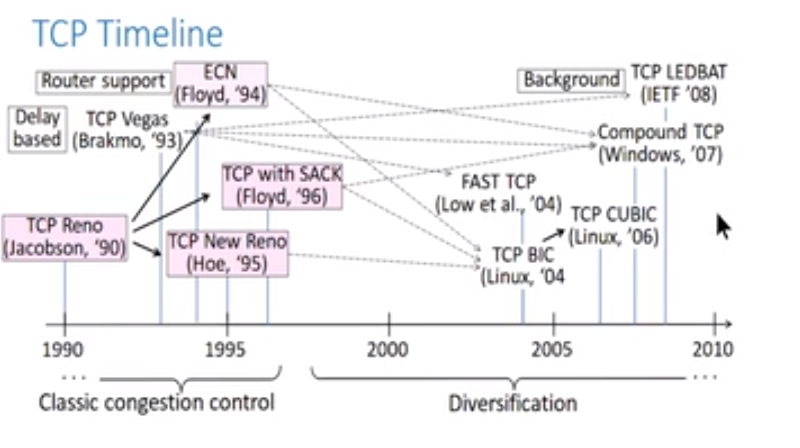 TCP Timeline
Router support
ECN
(Floyd, '94)
Background
TCP LEDBAT
(IETF '08)
Delay
based
TCP Vegas
(Brakmo, '93)
Compound TCP
(Windows, '07)
TCP with SACK
(Floyd, '96)
FAST TCP
(Low et al., '04)
TCP Reno
(Jacobson, '90)
TCP New Reno
(Hoe, '95)
TCP CUBIC
(Linux, '06)
TCP BIC
(Linux, '04
1990
1995
2000
2005
2010
...
...
Classic congestion control
Diversification